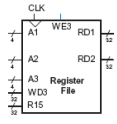 CLK
WE3
A1 RD1
4 32
A2 RD2
4 32
A3 Register
4 File
WD3
32
R15
32